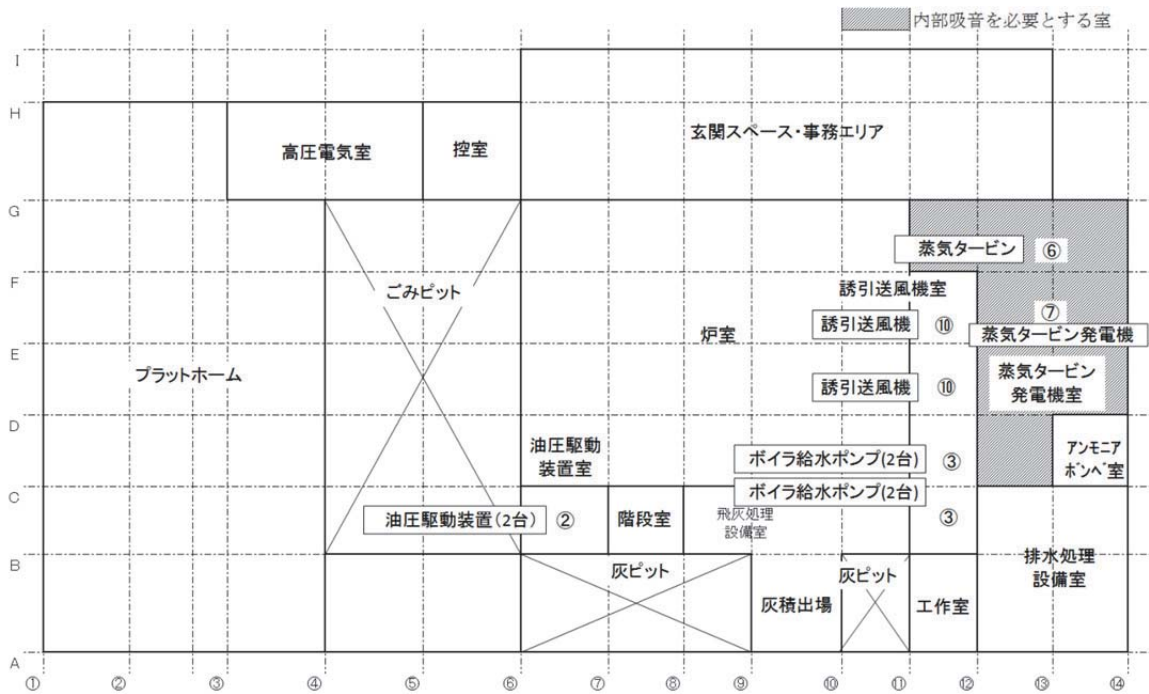 内部吸音を必要とする室
I
H
玄関スペース・事務エリア
高圧電気室
控室
G
蒸気タービン
⑥
F
誘引送風機室
ごみピット
⑦
誘引送風機
⑩
炉室
蒸気タービン発電機
E
プラットホーム
蒸気タービン
発電機室
誘引送風機
⑩
D
油圧駆動
装置室
ボイラ給水ポンプ(2台)
③
アンモニア
ボンベ室
C
ボイラ給水ポンプ(2台)
③
油圧駆動装置(2台)
②
階段室
飛灰処理
設備室
B
灰ピット
灰ピット
排水処理
設備室
灰積出場
工作室
A
① ② ③ ④ ⑤ ⑥ ⑦ ⑧ ⑨ ⑩ ⑪ ⑫ ⑬ ⑭